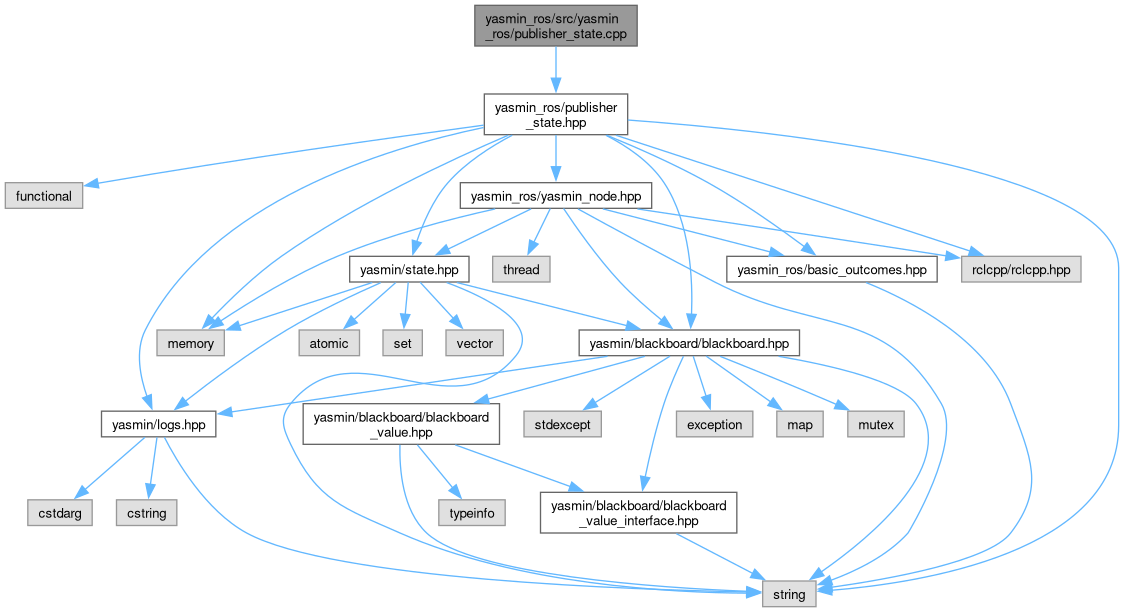 yasmin_ros/src/yasmin
_ros/publisher_state.cpp
yasmin_ros/publisher
_state.hpp
functional
yasmin_ros/yasmin_node.hpp
yasmin/state.hpp
thread
yasmin_ros/basic_outcomes.hpp
rclcpp/rclcpp.hpp
memory
atomic
set
vector
yasmin/blackboard/blackboard.hpp
yasmin/logs.hpp
yasmin/blackboard/blackboard
_value.hpp
stdexcept
exception
map
mutex
cstdarg
cstring
typeinfo
yasmin/blackboard/blackboard
_value_interface.hpp
string